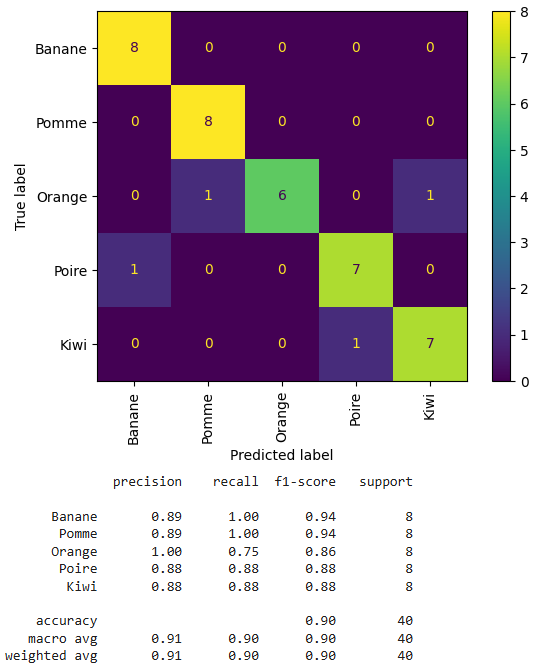 8
Banane 8 0 0 0 0
7
Pomme 0 8 0 0 0
6
5
True label
Orange 0 1 6 0 1
4
3
Poire 1 0 0 7 0
2
1
Kiwi 0 0 0 1 7
0
Banane Pomme Orange Poire Kiwi
Predicted label
precision recall f1-score support
Banane 0.89 1.00 0.94 8
Pomme 0.89 1.00 0.94 8
Orange 1.00 0.75 0.86 8
Poire 0.88 0.88 0.88 8
Kiwi 0.88 0.88 0.88 8
accuracy 0.90 40
macro avg 0.91 0.90 0.90 40
weighted avg 0.91 0.90 0.90 40